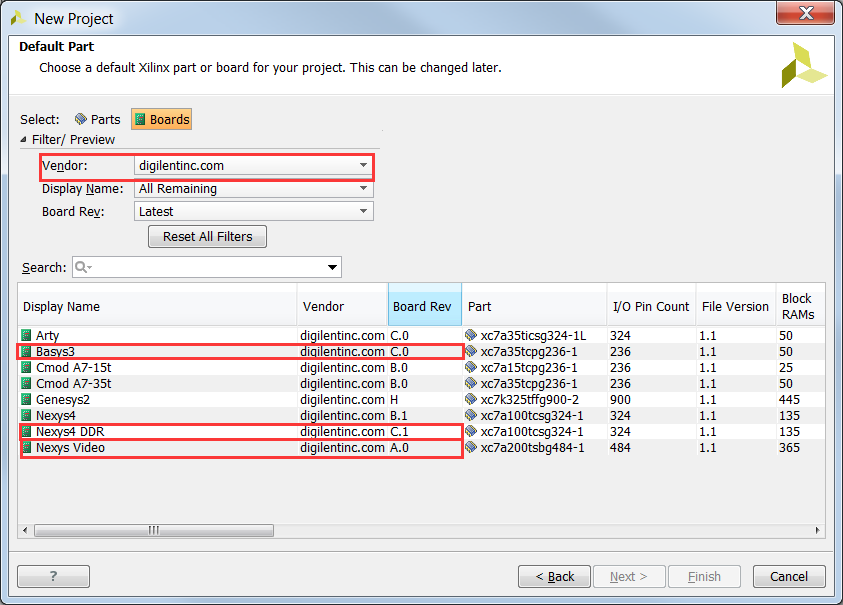 New Project
Default Part
Choose a default Xilinx part or board for your project. This can be changed later.
Select: Parts Boards
Filter/ Preview
Vendor: digilentinc.com
Display Name: All Remaining
Board Rev: Latest
Reset All Filters
Search:
Display Name Vendor Board Rev Part I/O Pin Count File Version Block RAMs
Arty digilentinc.com C.0 xc7a35ticsg324-1L 324 1.1 50
Basys3 digilentinc.com C.0 xc7a35tcpg236-1 236 1.1 50
Cmod A7-15t digilentinc.com B.0 xc7a15tcpg236-1 236 1.1 25
Cmod A7-35t digilentinc.com B.0 xc7a35tcpg236-1 236 1.1 50
Genesys2 digilentinc.com H xc7k325tffg900-2 900 1.1 445
Nexys4 digilentinc.com B.1 xc7a100tcsg324-1 324 1.1 135
Nexys4 DDR digilentinc.com C.1 xc7a100tcsg324-1 324 1.1 135
Nexys Video digilentinc.com A.0 xc7a200tsbg484-1 484 1.1 365
? < Back Next > Finish Cancel